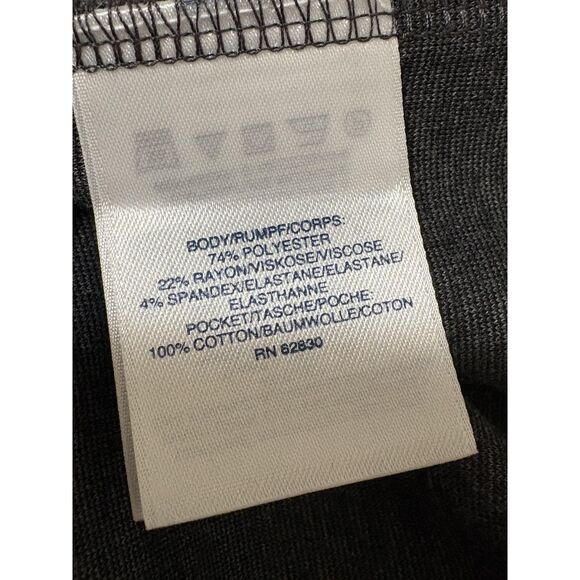 BODY/RUMPF/CORPS:
74% POLYESTER
22% RAYON/VISKOSE/VISCOSE
4% SPANDEX/ELASTANE/ELASTANE/
ELASTHANNE
POCKET/TASCHE/POCHE:
100% COTTON/BAUMWOLLE/COTON
RN 82830